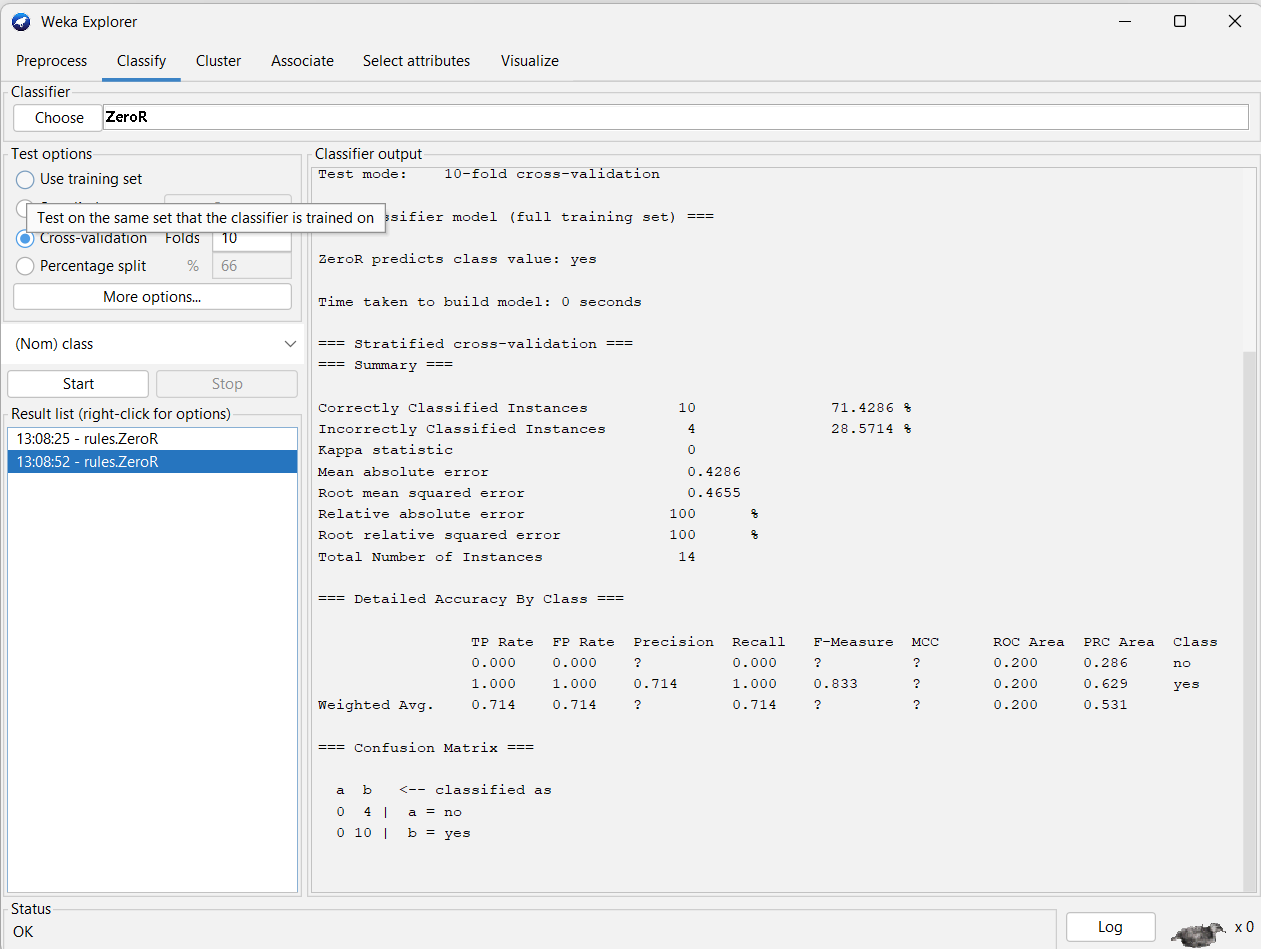 Weka Explorer
Preprocess Classify Cluster Associate Select attributes Visualize
Classifier
Choose ZeroR
Test options
Use training set
Test on the same set that the classifier is trained on
Cross-validation Folds 10
Percentage split % 66
More options...
(Nom) class
Start Stop
Result list (right-click for options)
13:08:25 - rules.ZeroR
13:08:52 - rules.ZeroR
Classifier output
Test mode: 10-fold cross-validation
ssifier model (full training set) ===
ZeroR predicts class value: yes
Time taken to build model: 0 seconds
=== Stratified cross-validation ===
=== Summary ===
Correctly Classified Instances 10 71.4286 %
Incorrectly Classified Instances 4 28.5714 %
Kappa statistic 0
Mean absolute error 0.4286
Root mean squared error 0.4655
Relative absolute error 100 %
Root relative squared error 100 %
Total Number of Instances 14
=== Detailed Accuracy By Class ===
TP Rate FP Rate Precision Recall F-Measure MCC ROC Area PRC Area Class
0.000 0.000 ? 0.000 ? ? 0.200 0.286 no
1.000 1.000 0.714 1.000 0.833 ? 0.200 0.629 yes
Weighted Avg. 0.714 0.714 ? 0.714 ? ? 0.200 0.531
=== Confusion Matrix ===
a b <-- classified as
0 4 | a = no
0 10 | b = yes
Status
OK
Log x 0